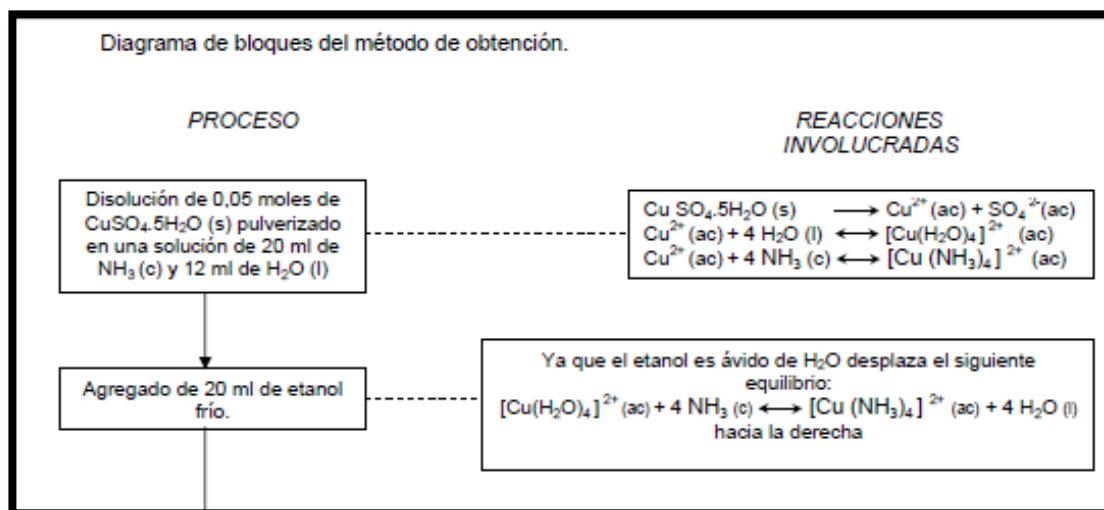 Diagrama de bloques del método de obtención.
PROCESO
REACCIONES
INVOLUCRADAS
Disolución de 0,05 moles de
CuSO₄.5H₂O (s) pulverizado
en una solución de 20 ml de
NH₃ (c) y 12 ml de H₂O (l)
Cu SO₄.5H₂O (s) ⟶ Cu²⁺ (ac) + SO₄²⁻(ac)
Cu²⁺ (ac) + 4 H₂O (l) ⟷ [Cu(H₂O)₄]²⁺ (ac)
Cu²⁺ (ac) + 4 NH₃ (c) ⟷ [Cu (NH₃)₄] ²⁺ (ac)
Agregado de 20 ml de etanol
frío.
Ya que el etanol es ávido de H₂O desplaza el siguiente
equilibrio:
[Cu(H₂O)₄] ²⁺ (ac) + 4 NH₃ (c) ⟷ [Cu (NH₃)₄] ²⁺ (ac) + 4 H₂O (l)
hacia la derecha